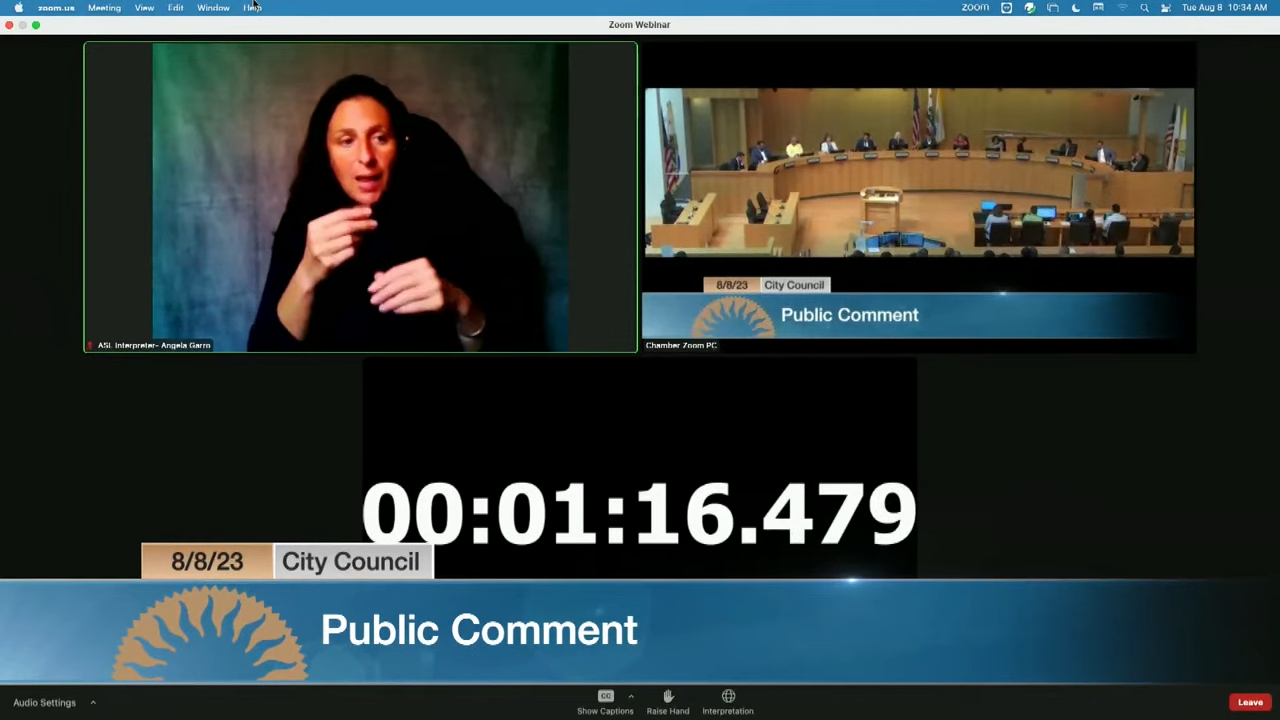 zoom.us Meeting View Edit Window Help
zoom Tue Aug 8 10:34 AM
Zoom Webinar
ASL Interpreter- Angela Garro
8/8/23 City Council
Public Comment
Chamber Zoom PC
00:01:16.479
8/8/23 City Council
Public Comment
Audio Settings
CC
Show Captions
Raise Hand
Interpretation
Leave